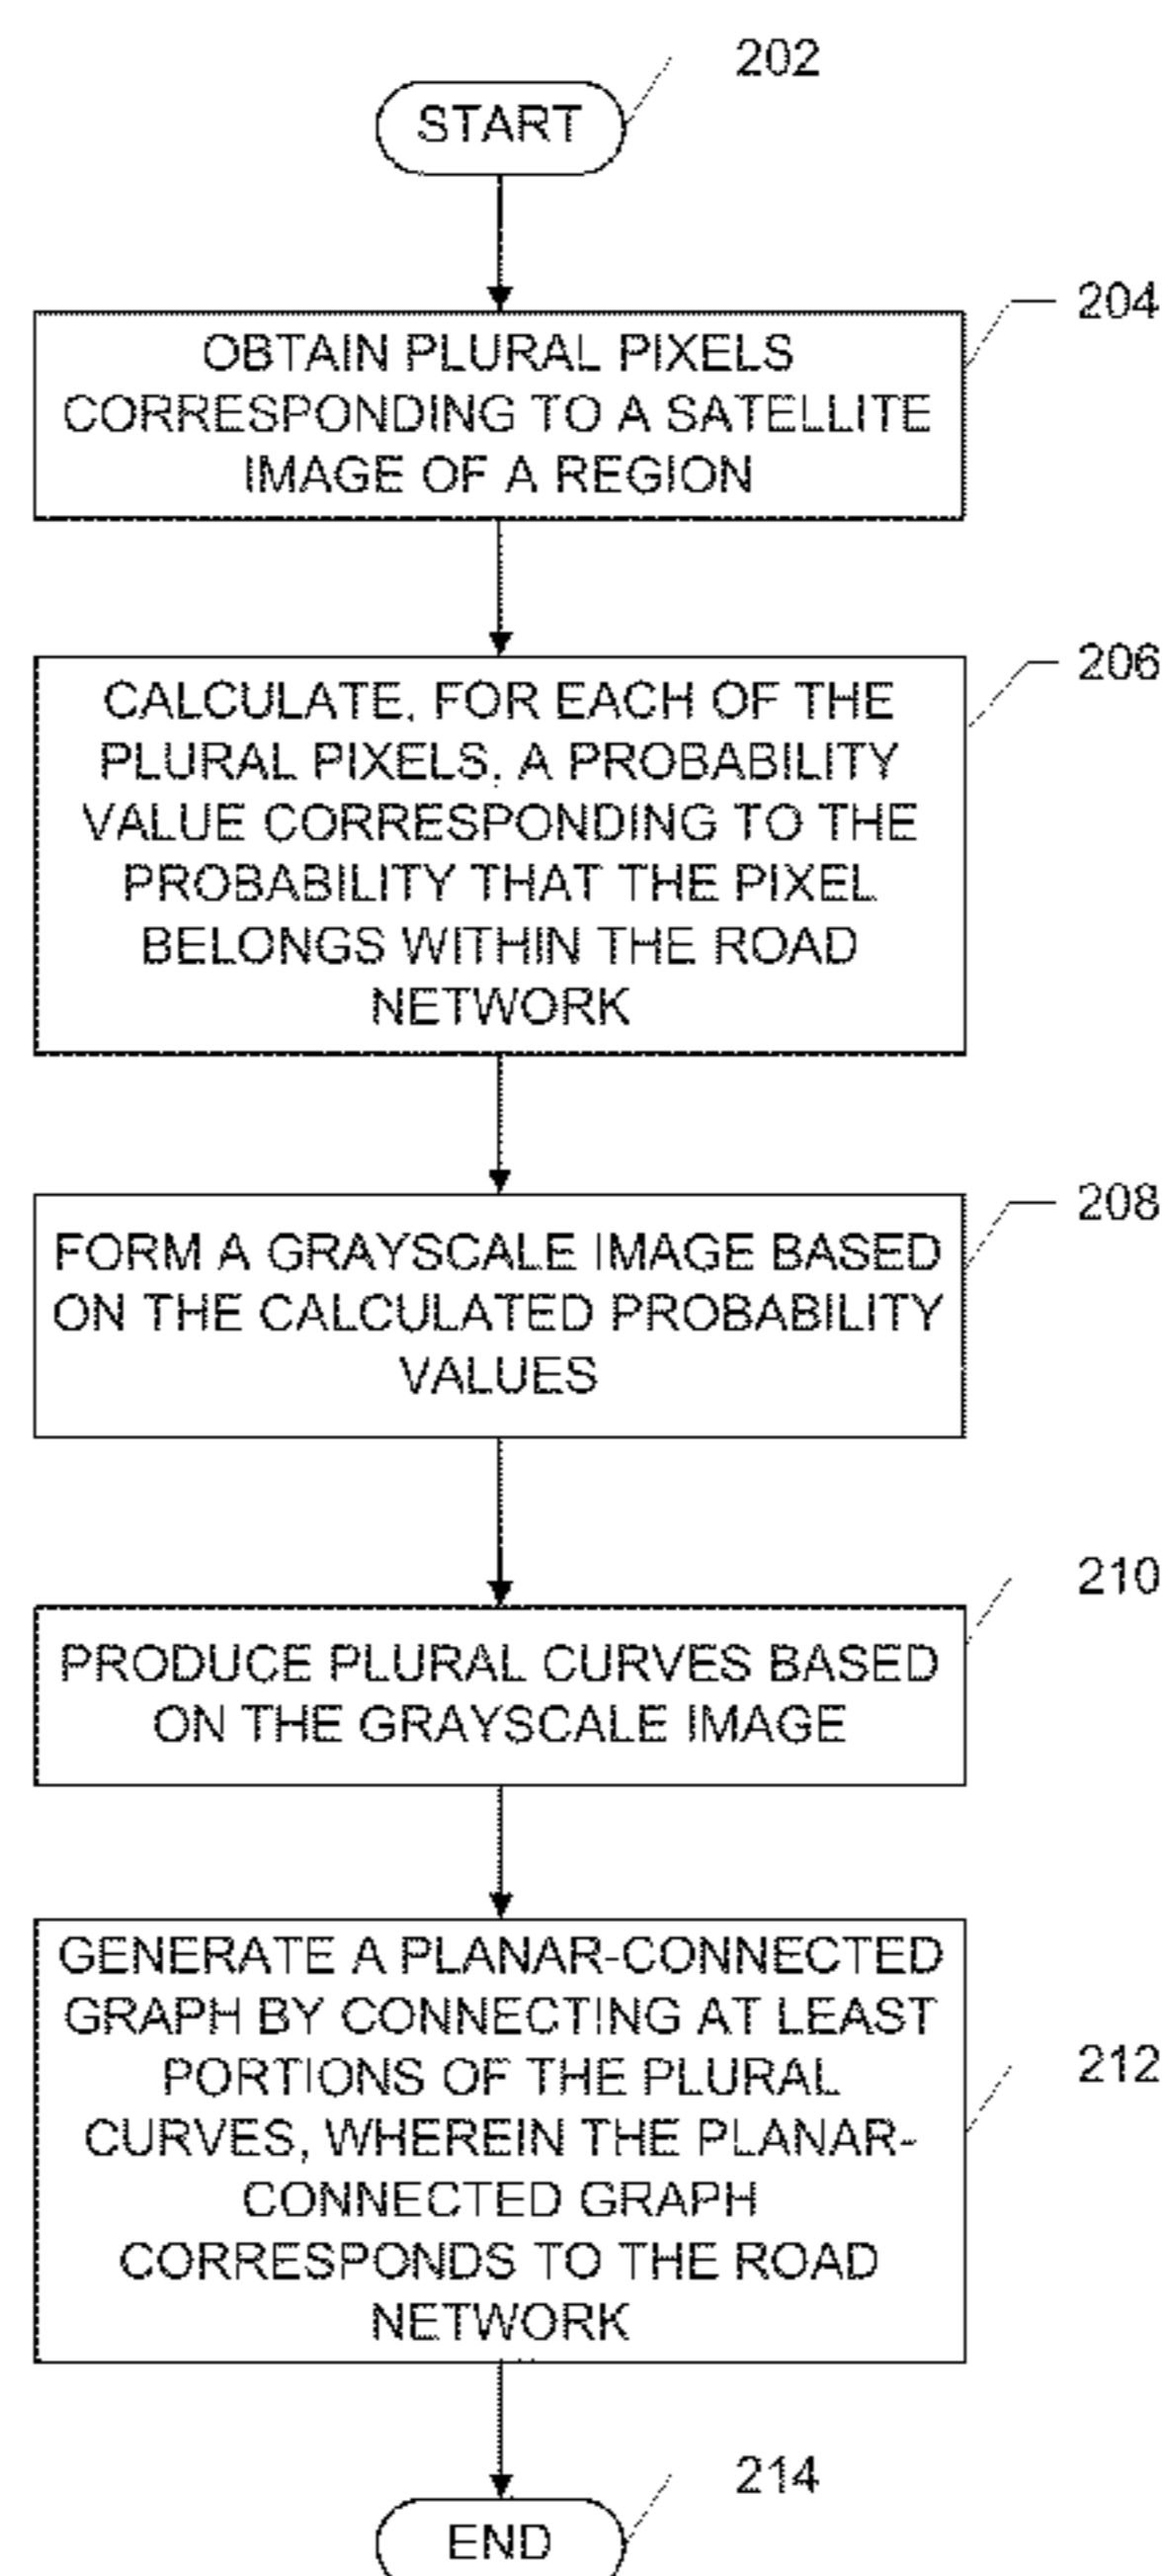 202
START
204
OBTAIN PLURAL PIXELS
CORRESPONDING TO A SATELLITE
IMAGE OF A REGION
206
CALCULATE, FOR EACH OF THE
PLURAL PIXELS, A PROBABILITY
VALUE CORRESPONDING TO THE
PROBABILITY THAT THE PIXEL
BELONGS WITHIN THE ROAD
NETWORK
208
FORM A GRAYSCALE IMAGE BASED
ON THE CALCULATED PROBABILITY
VALUES
210
PRODUCE PLURAL CURVES BASED
ON THE GRAYSCALE IMAGE
GENERATE A PLANAR-CONNECTED
GRAPH BY CONNECTING AT LEAST
PORTIONS OF THE PLURAL
212
CURVES, WHEREIN THE PLANAR-
CONNECTED GRAPH
CORRESPONDS TO THE ROAD
NETWORK
214
END